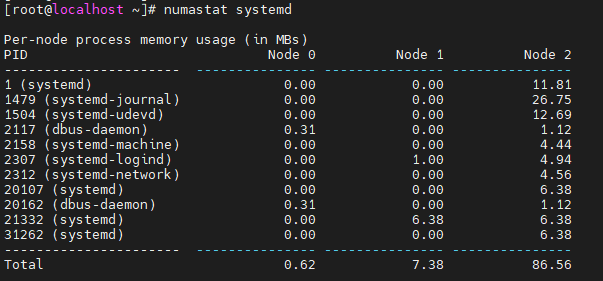 [root@localhost ~]# numastat systemd
Per-node process memory usage (in MBs)
PID Node 0 Node 1 Node 2
--------------------- --------------- --------------- ---------------
1 (systemd) 0.00 0.00 11.81
1479 (systemd-journal) 0.00 0.00 26.75
1504 (systemd-udevd) 0.00 0.00 12.69
2117 (dbus-daemon) 0.31 0.00 1.12
2158 (systemd-machine) 0.00 0.00 4.44
2307 (systemd-logind) 0.00 1.00 4.94
2312 (systemd-network) 0.00 0.00 4.56
20107 (systemd) 0.00 0.00 6.38
20162 (dbus-daemon) 0.31 0.00 1.12
21332 (systemd) 0.00 6.38 6.38
31262 (systemd) 0.00 0.00 6.38
--------------------- --------------- --------------- ---------------
Total 0.62 7.38 86.56